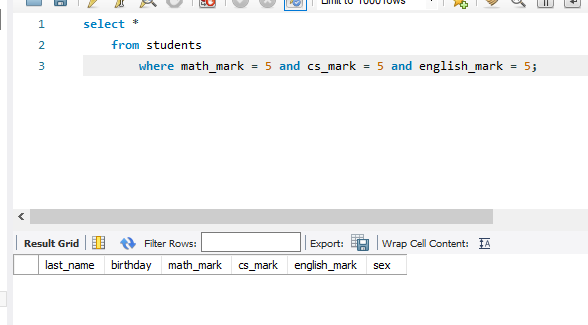 Limit to 1000 rows
1 select *
2 from students
3 where math_mark = 5 and cs_mark = 5 and english_mark = 5;
Result Grid Filter Rows: Export: Wrap Cell Content:
last_name birthday math_mark cs_mark english_mark sex